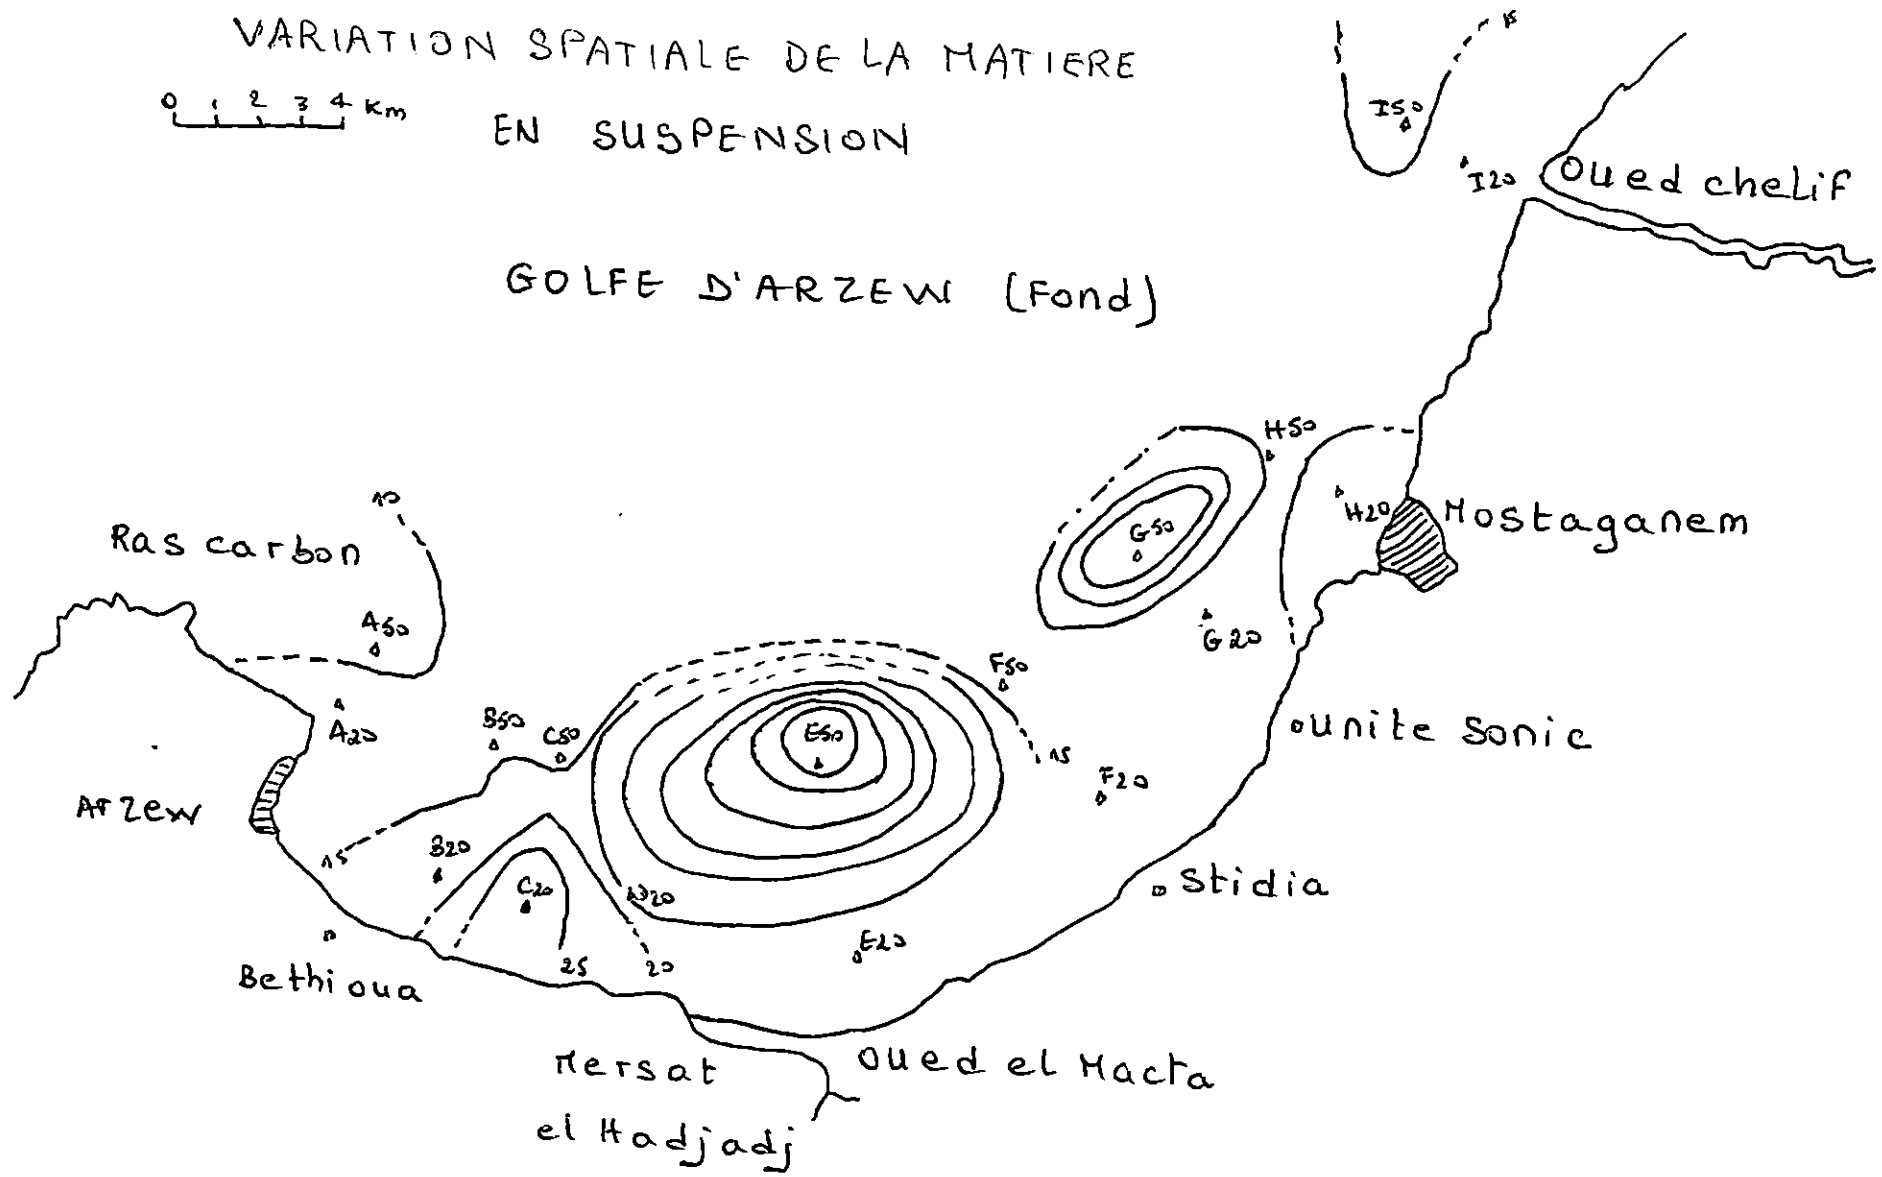 VARIATION SPATIALE DE LA MATIERE
EN SUSPENSION
0 1 2 3 4 Km
GOLFE D'ARZEW (Fond)
15
I50
I20
Oued chelif
H50
H20
Mostaganem
G50
G20
10
Ras carbon
A50
A20
B50
C50
E50
F50
15
F20
unite sonic
Arzew
15
B20
C20
D20
E20
Stidia
25
20
Bethioua
Mersat
el Hadjadj
oued el Macta